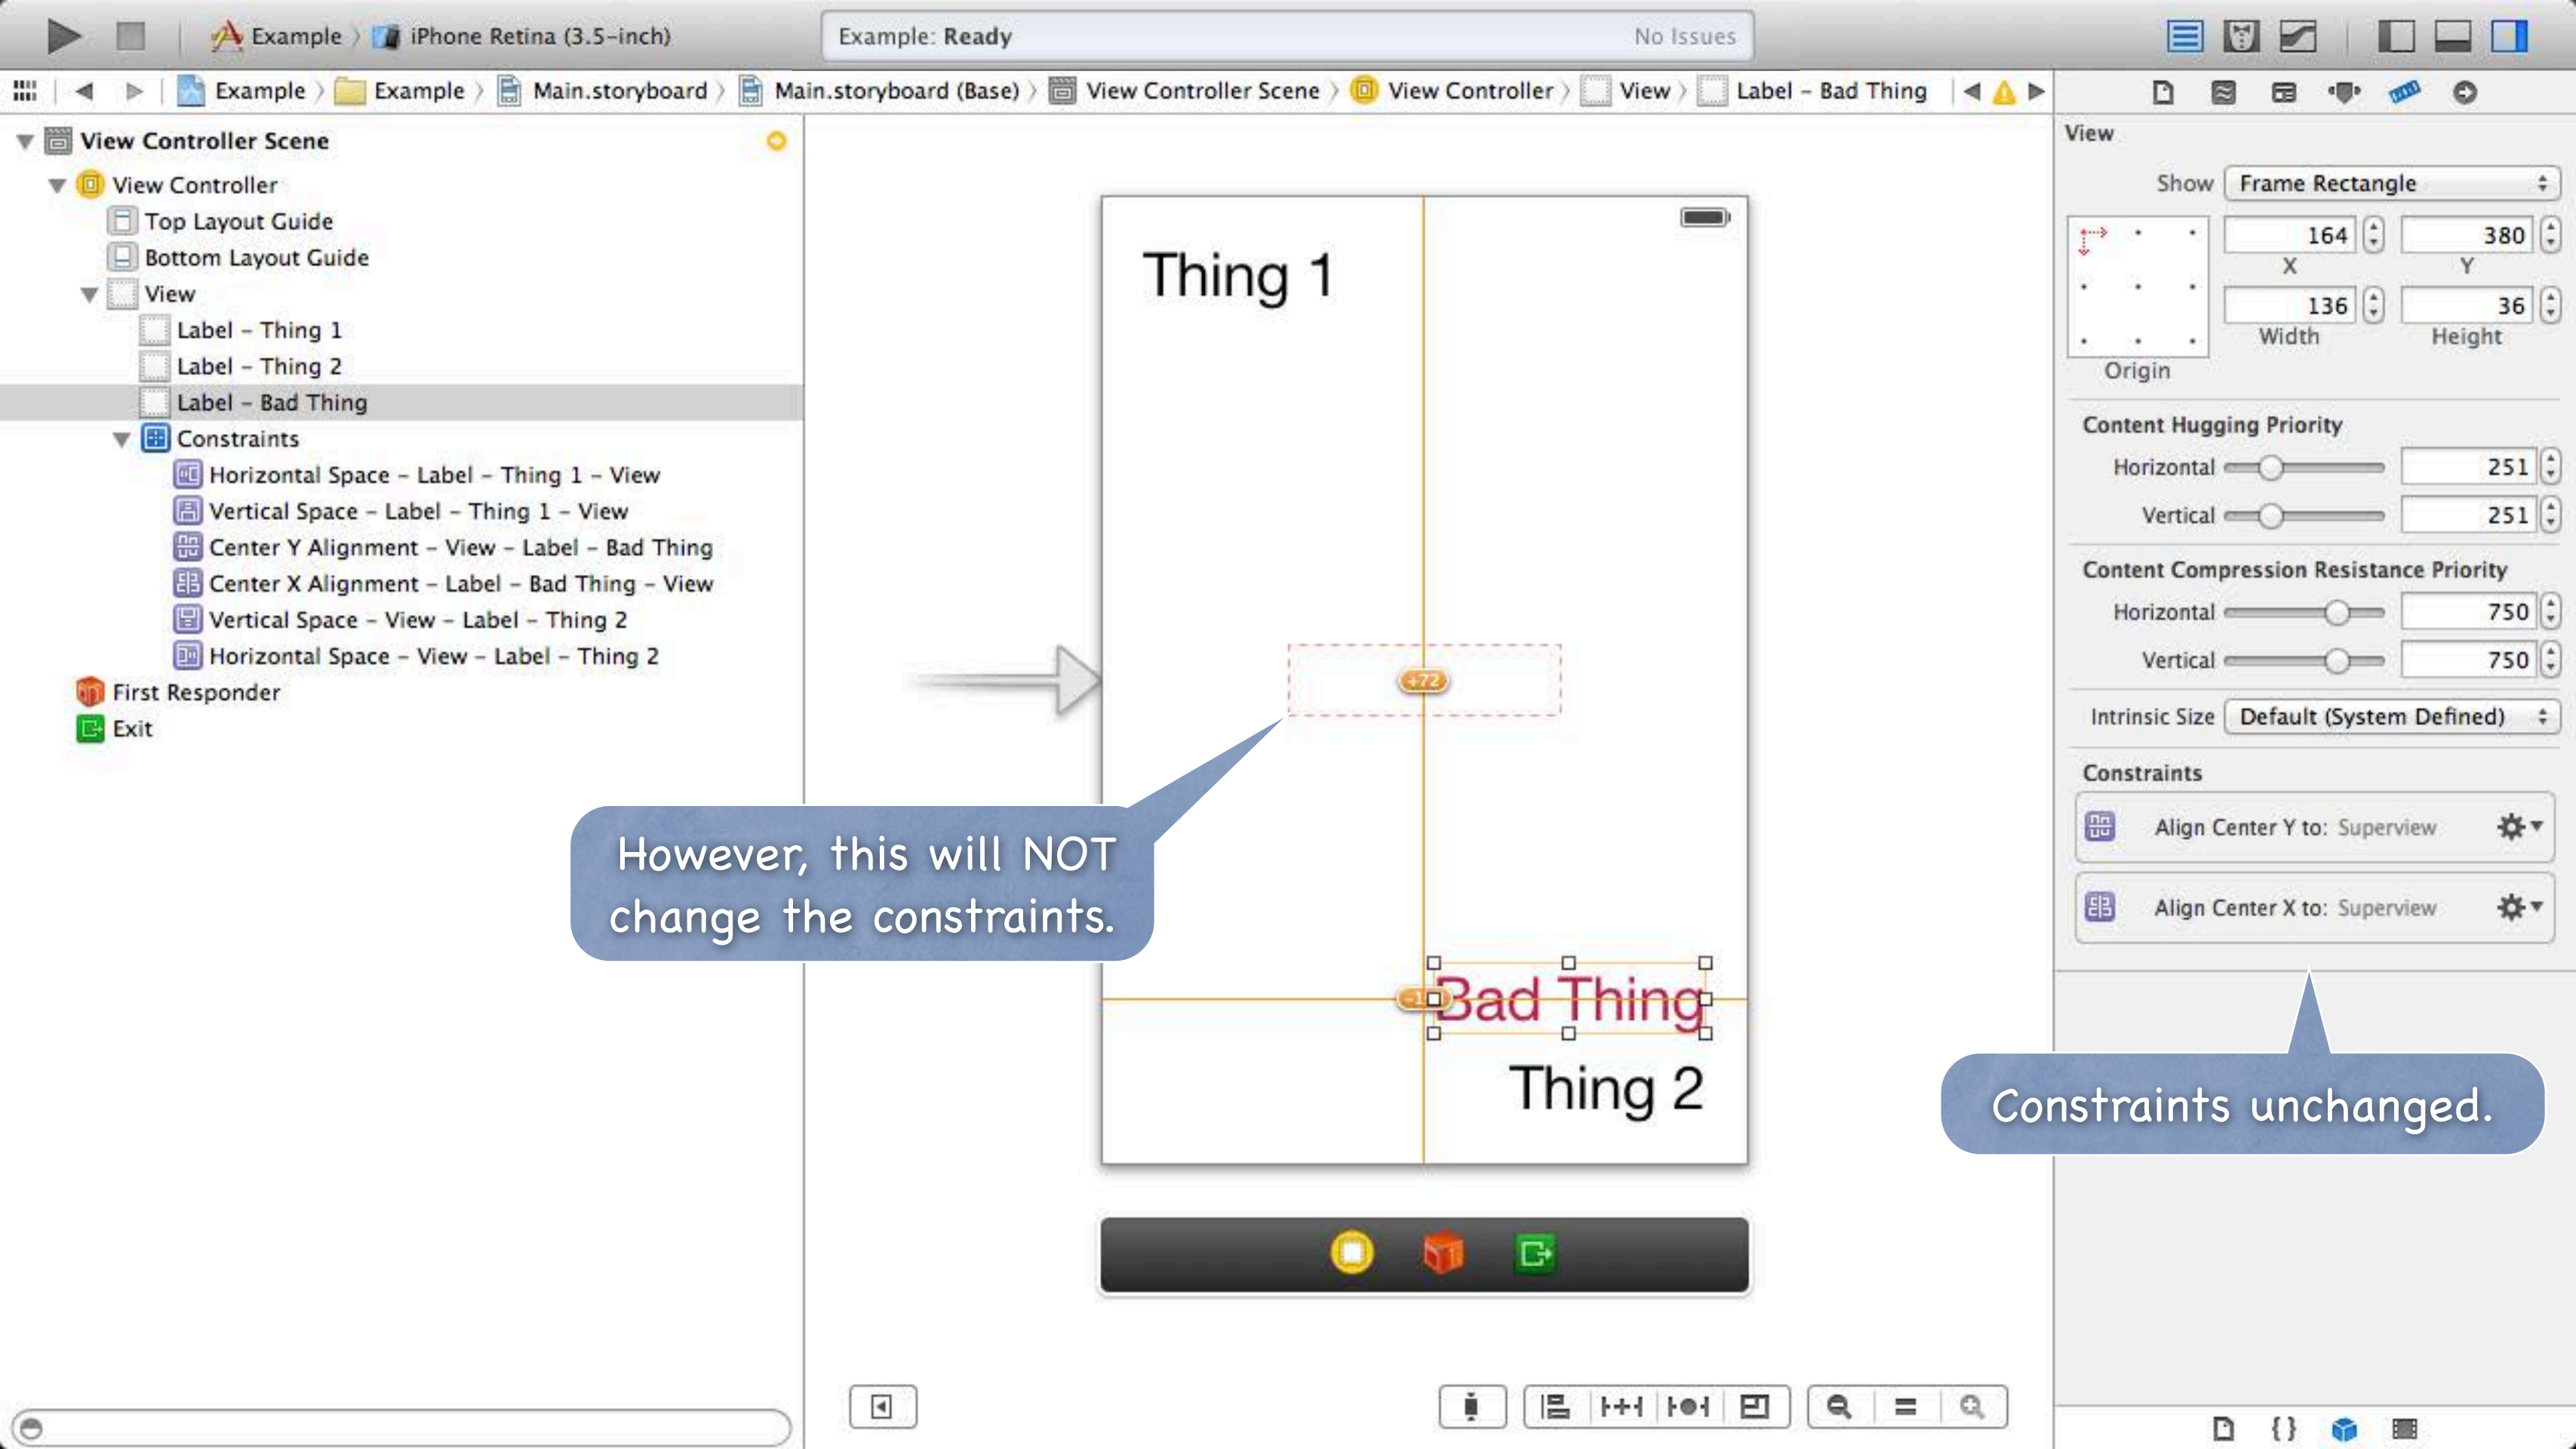 Example
iPhone Retina (3.5-inch)
Example: Ready
No Issues
Example
Example
Main.storyboard
Main.storyboard (Base)
View Controller Scene
View Controller
View
Label – Bad Thing
View Controller Scene
View Controller
Top Layout Guide
Bottom Layout Guide
View
Label – Thing 1
Label – Thing 2
Label – Bad Thing
Constraints
Horizontal Space – Label – Thing 1 – View
Vertical Space – Label – Thing 1 – View
Center Y Alignment – View – Label – Bad Thing
Center X Alignment – Label – Bad Thing – View
Vertical Space – View – Label – Thing 2
Horizontal Space – View – Label – Thing 2
First Responder
Exit
Thing 1
+72
However, this will NOT
change the constraints.
Bad Thing
Thing 2
View
Show Frame Rectangle
164 380
X Y
136 36
Width Height
Origin
Content Hugging Priority
Horizontal 251
Vertical 251
Content Compression Resistance Priority
Horizontal 750
Vertical 750
Intrinsic Size Default (System Defined)
Constraints
Align Center Y to: Superview
Align Center X to: Superview
Constraints unchanged.